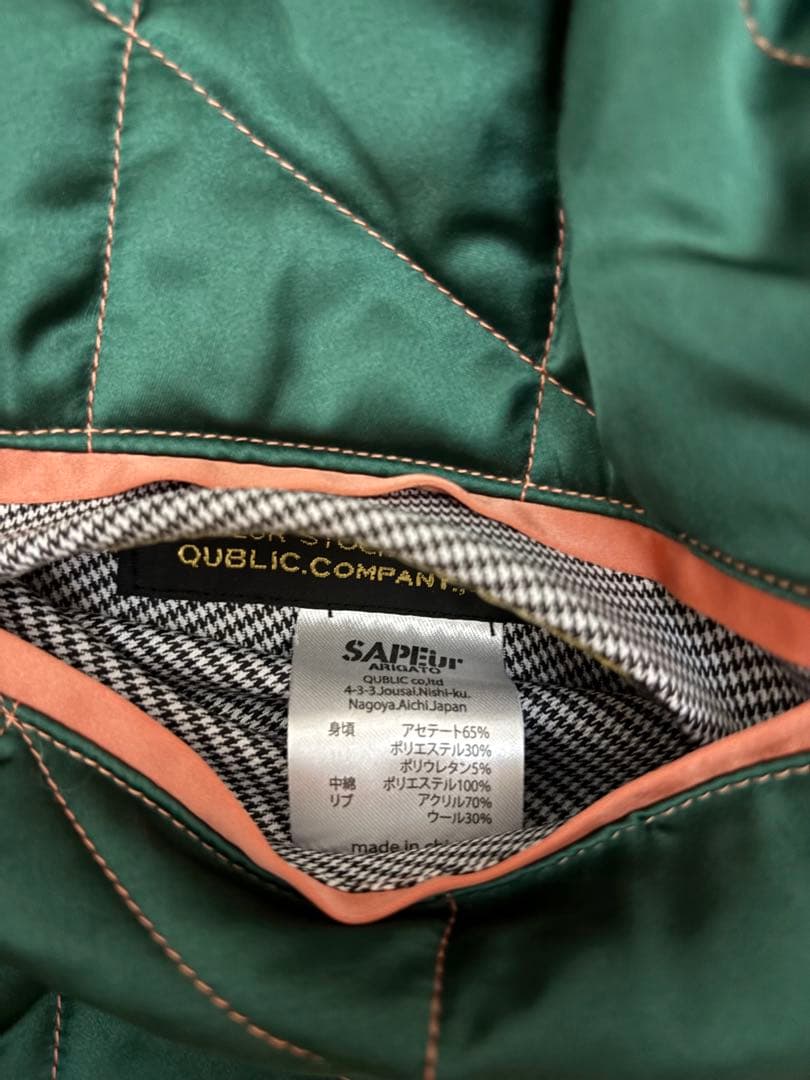 QUBLIC.COMPANY.,
SAPEur
ARIGATO
QUBLIC co,ltd
4-3-3.Jousai.Nishi-ku.
Nagoya.Aichi.Japan
身頃 アセテート65%
ポリエステル30%
ポリウレタン5%
中綿 ポリエステル100%
リブ アクリル70%
ウール30%
made in